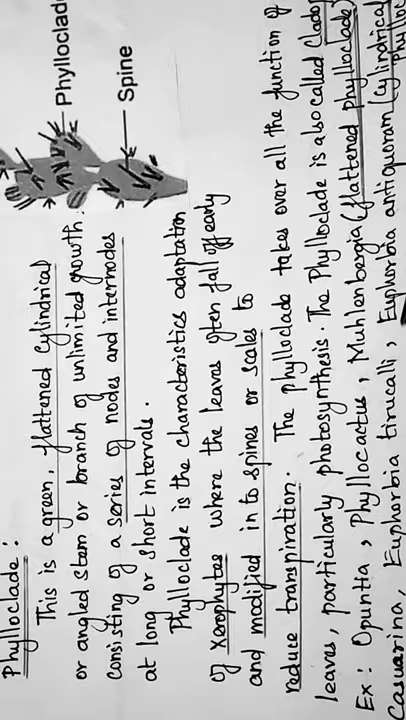 Phylloclade:
This is a green, flattened cylindrical
or angled stem or branch of unlimited growth.
consisting of a series of nodes and internodes
at long or short intervals.
Phylloclade
Spine
Phylloclade is the characteristics adaptation
of Xerophytes where the leaves often fall off early
and modified in to spines or scales to
reduce transpiration. The phylloclade takes over all the function of
leaves, particularly photosynthesis. The Phylloclade is also called Clado
Ex: Opuntia, Phyllocactus, Muhlenbergia (flattened phylloclade)
Casuarina, Euphorbia tirucalli, Euphorbia antiquoram (Cylindrical